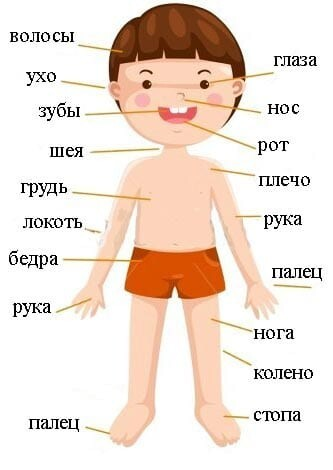 волосы
глаза
ухо
зубы
нос
рот
шея
плечо
грудь
рука
локоть
бедра
палец
рука
нога
колено
палец
стопа